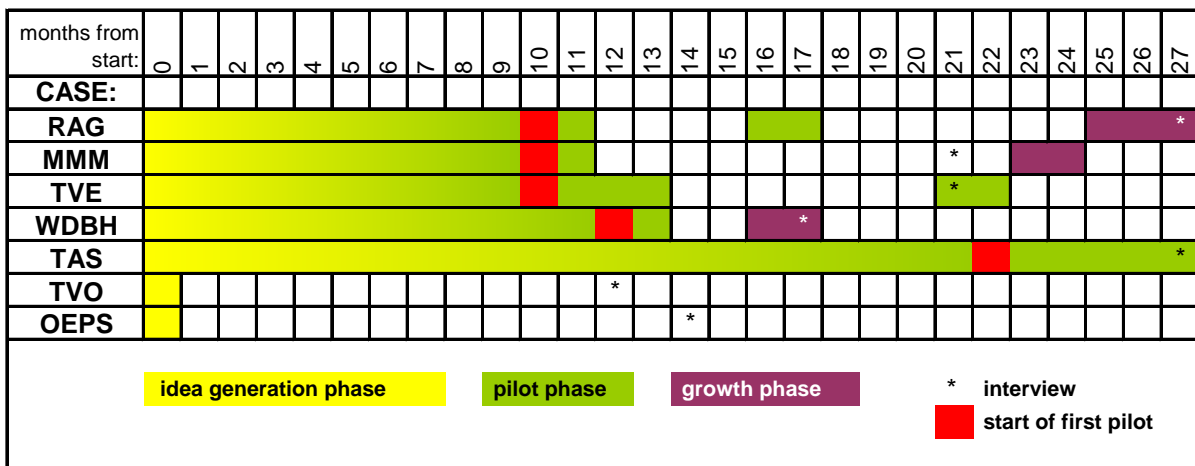 months from
start: 0 1 2 3 4 5 6 7 8 9 10 11 12 13 14 15 16 17 18 19 20 21 22 23 24 25 26 27
CASE:
RAG *
MMM *
TVE *
WDBH *
TAS *
TVO *
OEPS *
idea generation phase pilot phase growth phase * interview
start of first pilot